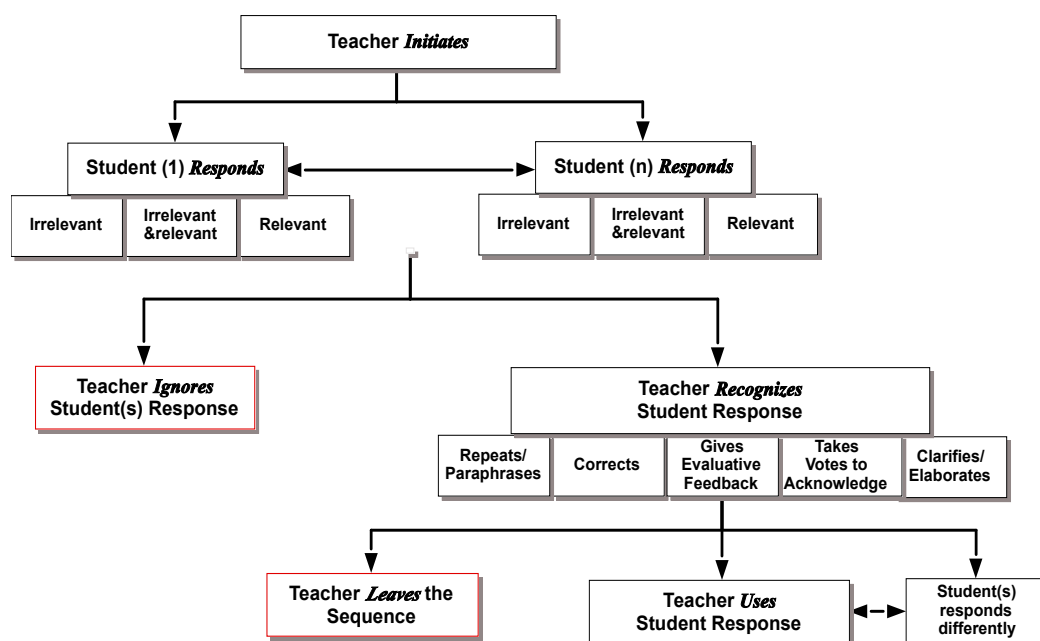 Teacher Initiates
Student (1) Responds
Student (n) Responds
Irrelevant
Irrelevant
&relevant
Relevant
Irrelevant
Irrelevant
&relevant
Relevant
Teacher Ignores
Student(s) Response
Teacher Recognizes
Student Response
Repeats/
Paraphrases
Corrects
Gives
Evaluative
Feedback
Takes
Votes to
Acknowledge
Clarifies/
Elaborates
Teacher Leaves the
Sequence
Teacher Uses
Student Response
Student(s)
responds
differently